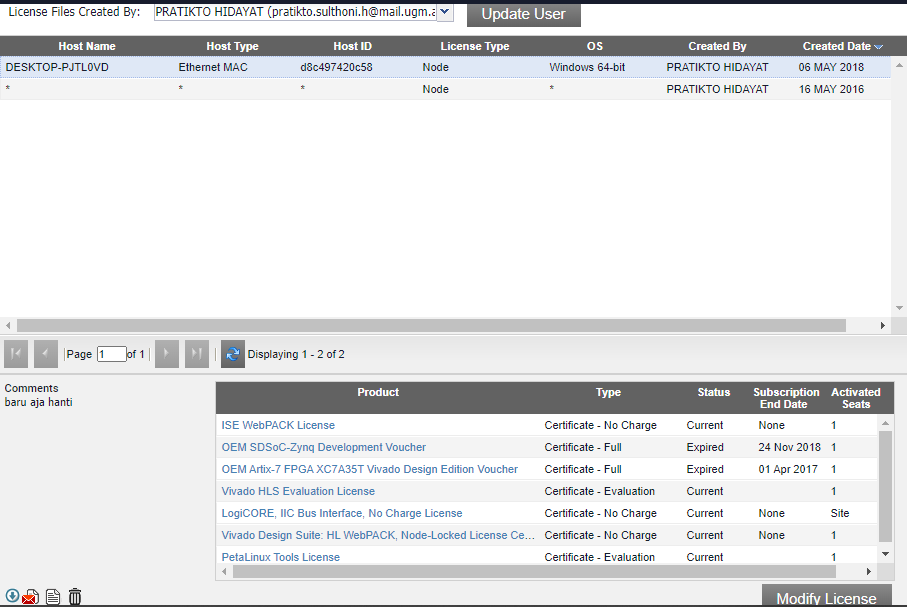 License Files Created By: PRATIKTO HIDAYAT (pratikto.sulthoni.h@mail.ugm.a Update User
Host Name Host Type Host ID License Type OS Created By Created Date
DESKTOP-PJTL0VD Ethernet MAC d8c497420c58 Node Windows 64-bit PRATIKTO HIDAYAT 06 MAY 2018
* * * Node * PRATIKTO HIDAYAT 16 MAY 2016
Page 1 of 1 Displaying 1 - 2 of 2
Comments
baru aja hanti
Product Type Status Subscription End Date Activated Seats
ISE WebPACK License Certificate - No Charge Current None 1
OEM SDSoC-Zynq Development Voucher Certificate - Full Expired 24 Nov 2018 1
OEM Artix-7 FPGA XC7A35T Vivado Design Edition Voucher Certificate - Full Expired 01 Apr 2017 1
Vivado HLS Evaluation License Certificate - Evaluation Current 1
LogiCORE, IIC Bus Interface, No Charge License Certificate - No Charge Current None Site
Vivado Design Suite: HL WebPACK, Node-Locked License Ce... Certificate - No Charge Current None 1
PetaLinux Tools License Certificate - Evaluation Current 1
Modify License